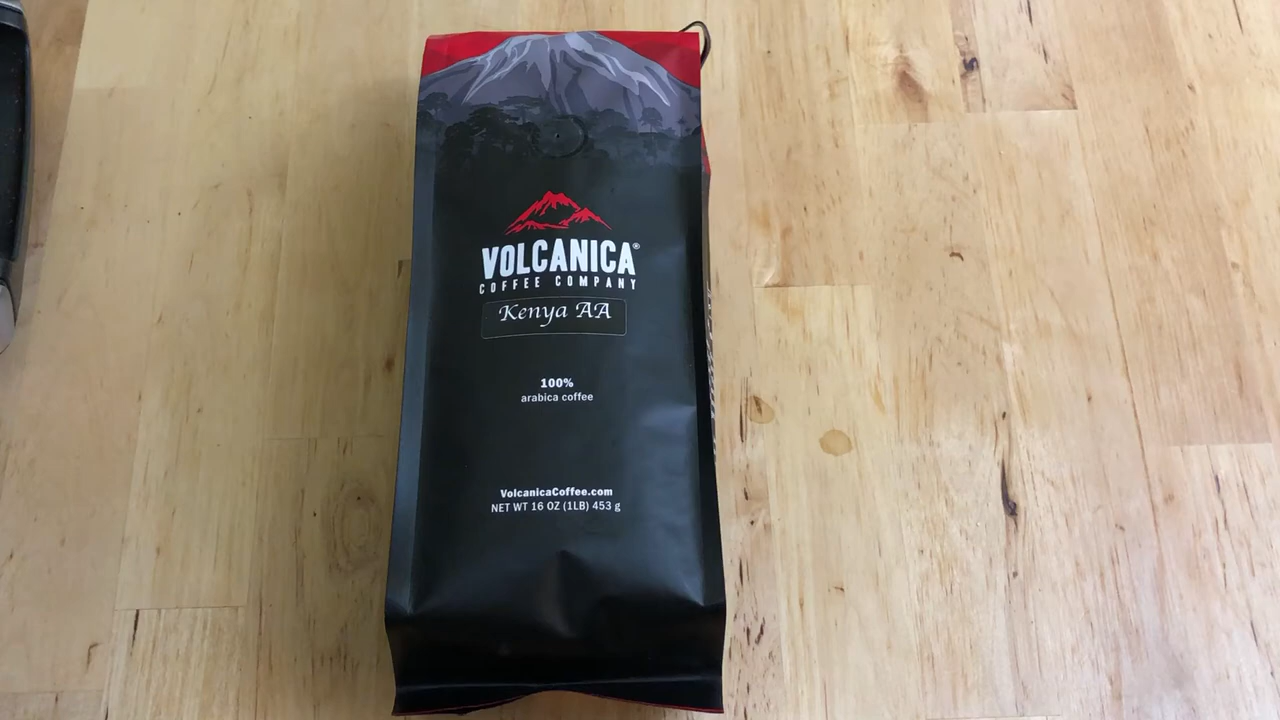 VOLCANICA®
COFFEE COMPANY
Kenya AA
100%
arabica coffee
VolcanicaCoffee.com
NET WT 16 OZ (1LB) 453 g